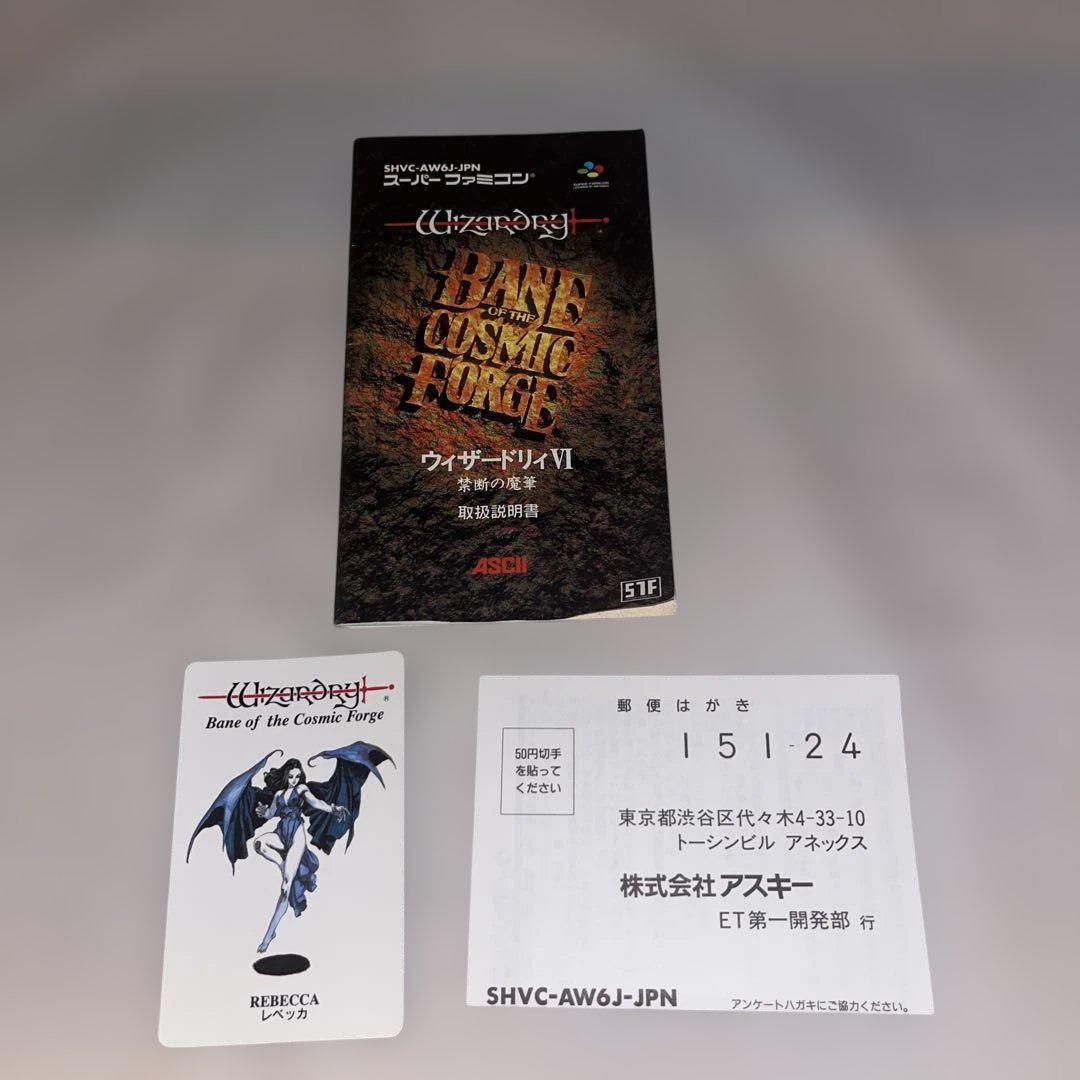 SHVC-AW6J-JPN
スーパーファミコン®
Wizardry
BANE
OF THE
COSMIC
FORGE
ウィザードリィⅥ
禁断の魔筆
取扱説明書
ASCII
STF
Wizardry®
Bane of the Cosmic Forge
REBECCA
レベッカ
郵便はがき
151-24
50円切手
を貼って
ください
東京都渋谷区代々木4-33-10
トーシンビル アネックス
株式会社アスキー
ET第一開発部 行
SHVC-AW6J-JPN
アンケートハガキにご協力ください。